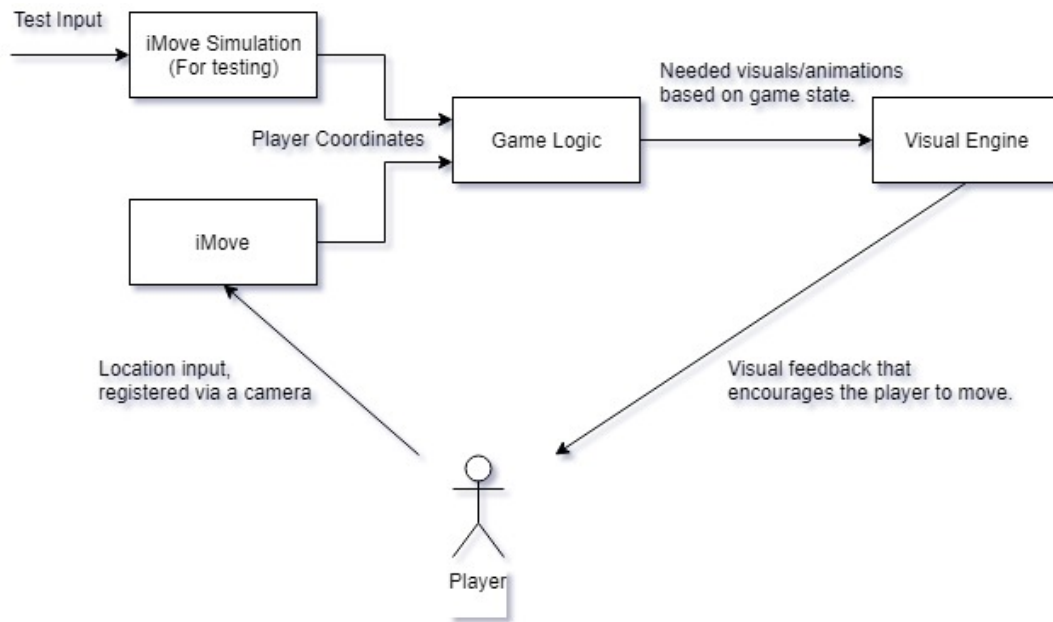 Test Input
iMove Simulation
(For testing)
Needed visuals/animations
based on game state.
Player Coordinates
Game Logic
Visual Engine
iMove
Location input,
registered via a camera
Visual feedback that
encourages the player to move.
Player